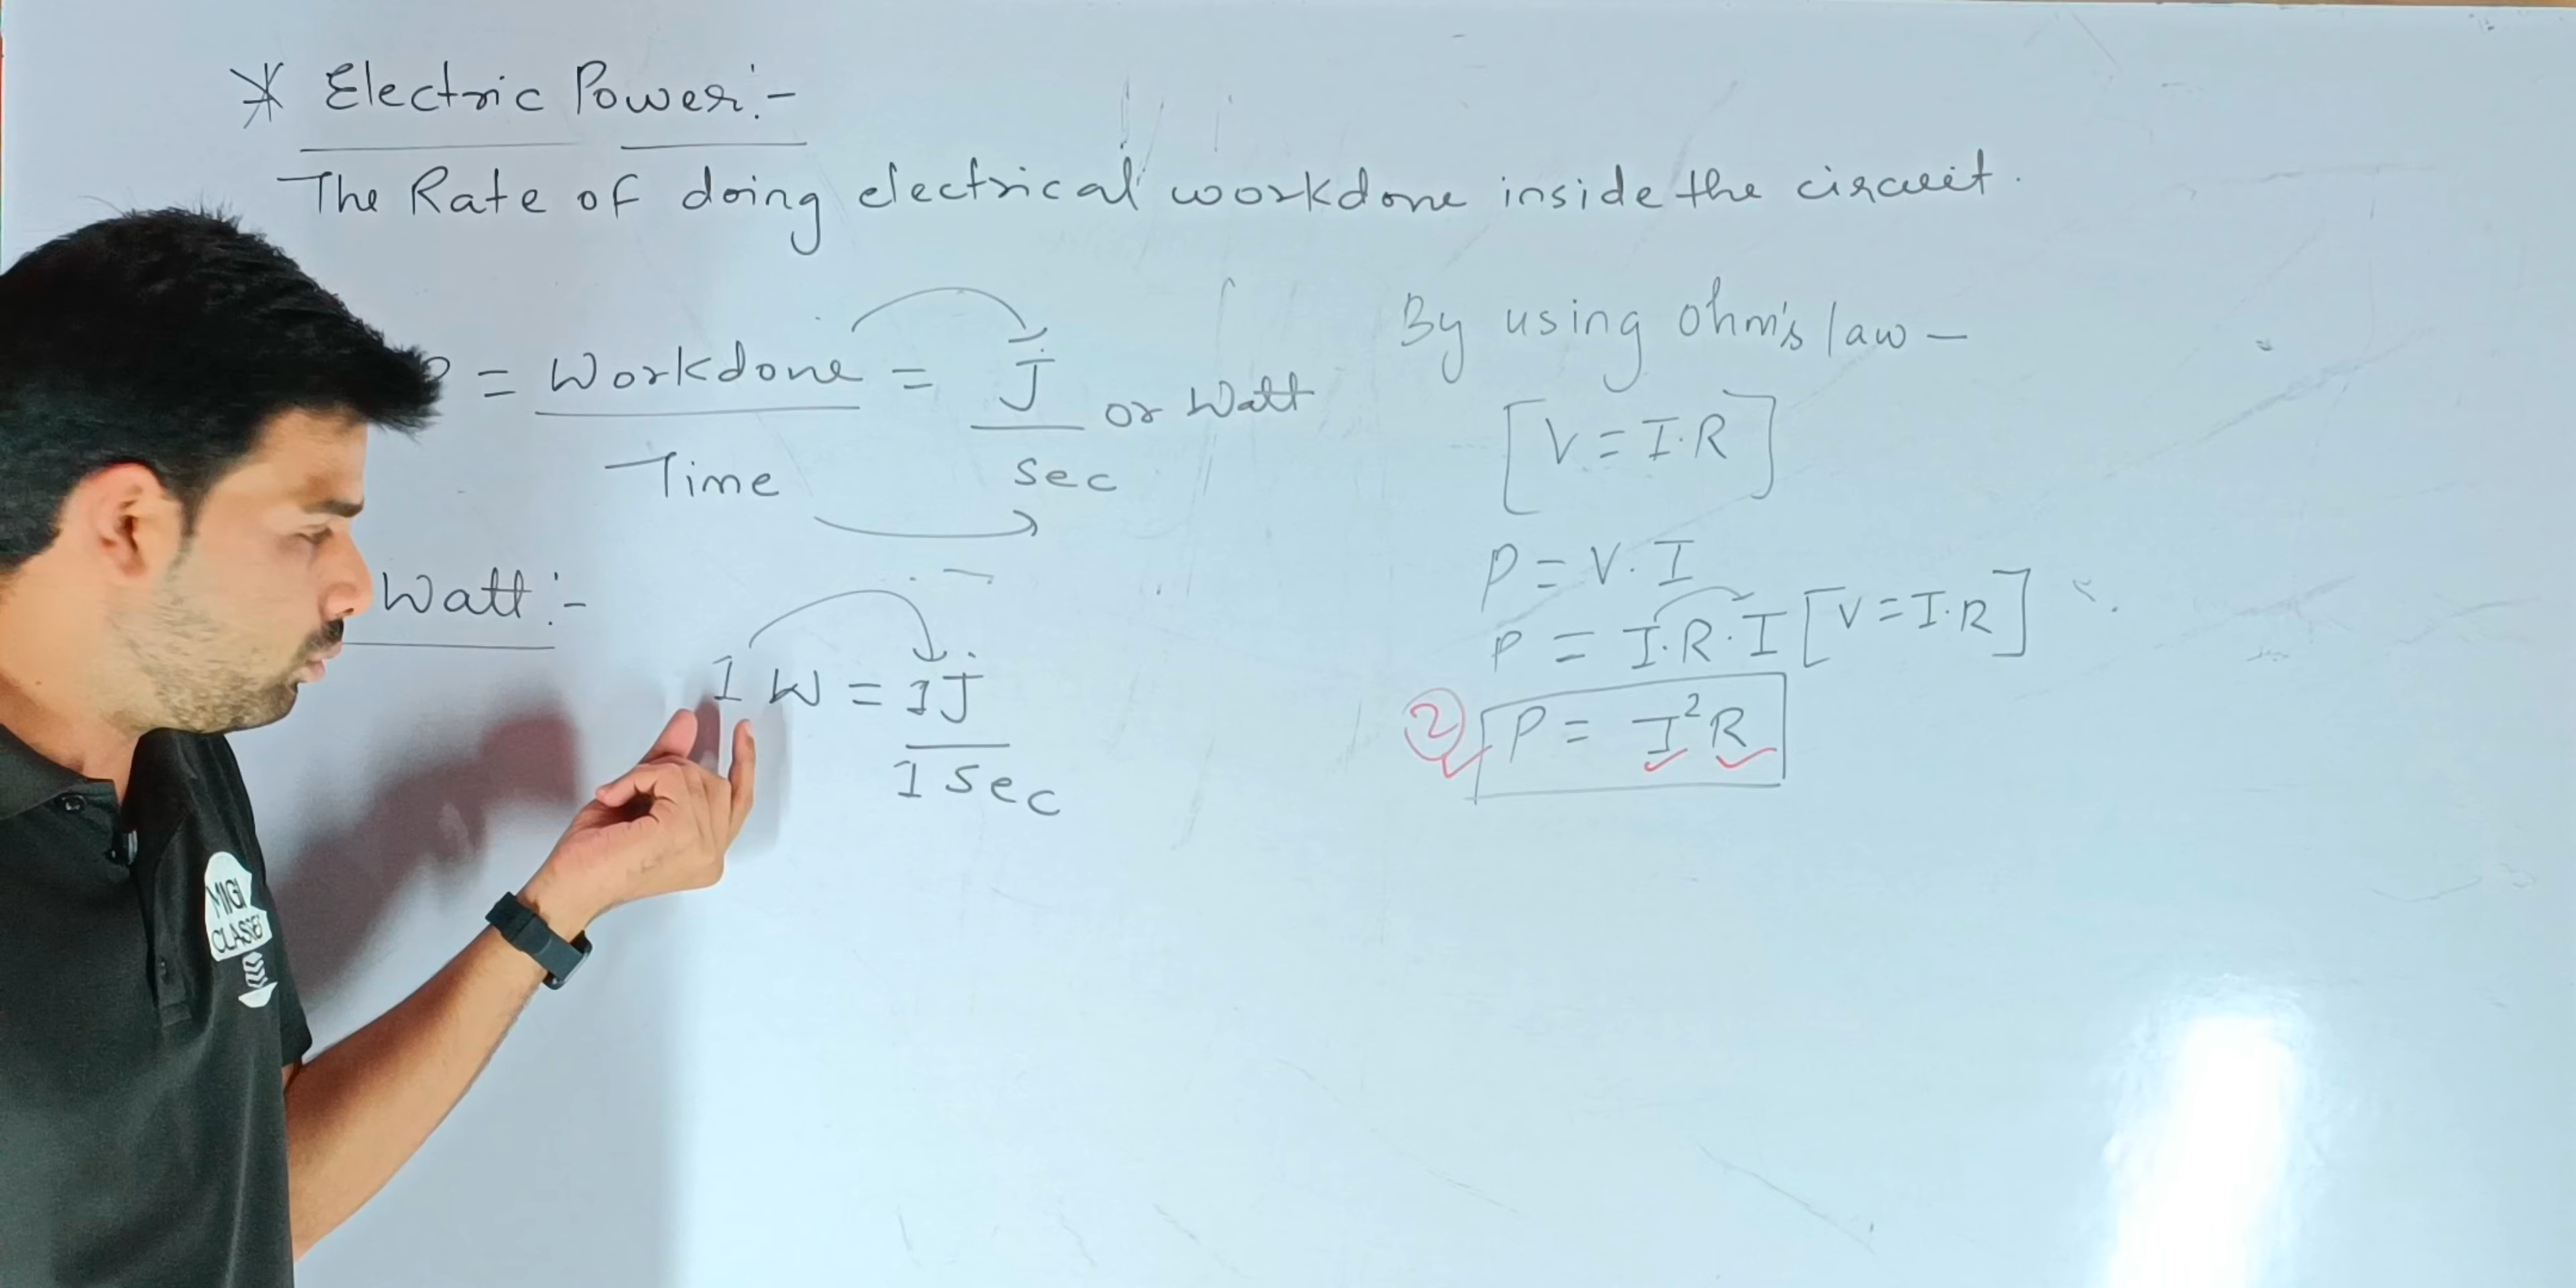 * Electric Power:-
The Rate of doing electrical workdone inside the circuit.
P = Workdone / Time = J / Sec or Watt
Watt:-
1 W = 1J / 1 Sec
By using Ohm's law -
[V = I.R]
P = V. I
P = I.R.I [V = I.R]
② P = I²R
MIGI
CLASSES